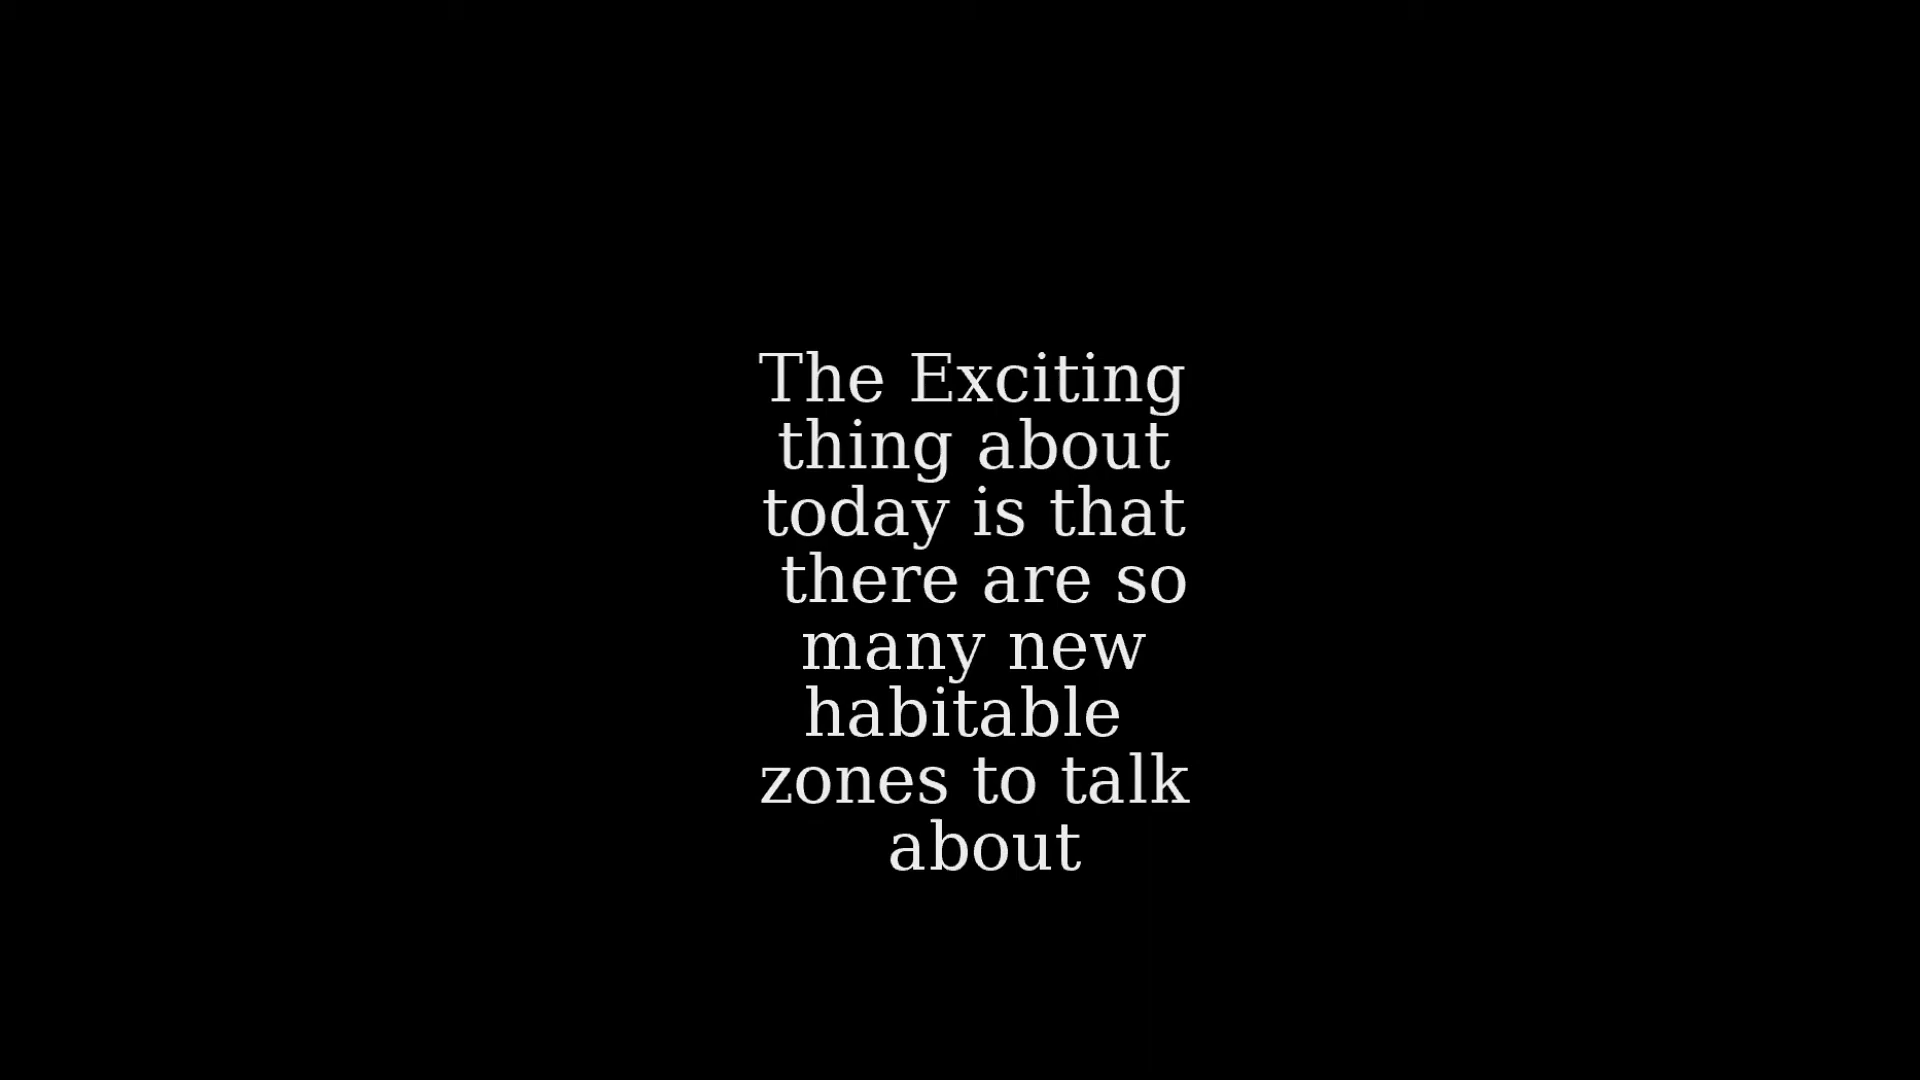 The Exciting
thing about
today is that
there are so
many new
habitable
zones to talk
about